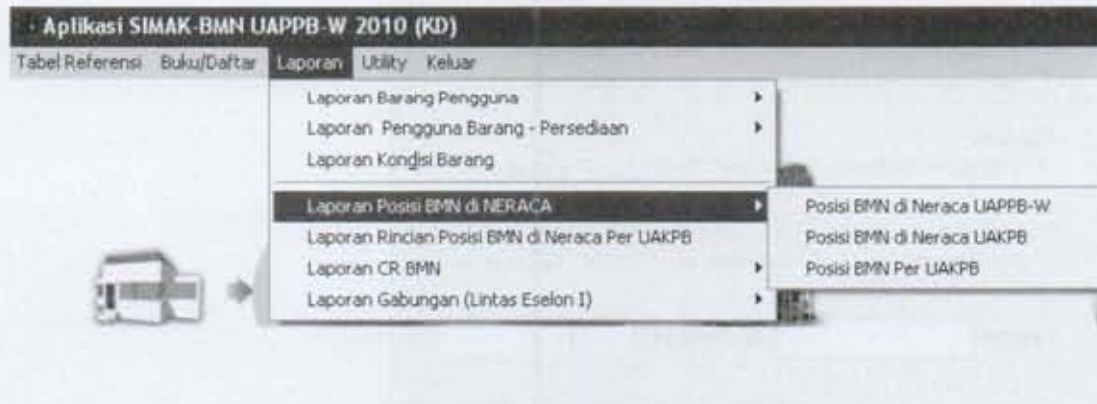 Aplikasi SIMAK-BMN UAPPB-W 2010 (KD)
Tabel Referensi Buku/Daftar Laporan Utility Keluar
Laporan Barang Pengguna
Laporan Pengguna Barang - Persediaan
Laporan Kondisi Barang
Laporan Posisi BMN di NERACA
Laporan Rincian Posisi BMN di Neraca Per UAKPB
Laporan CR BMN
Laporan Gabungan (Lintas Eselon I)
Posisi BMN di Neraca UAPPB-W
Posisi BMN di Neraca UAKPB
Posisi BMN Per UAKPB